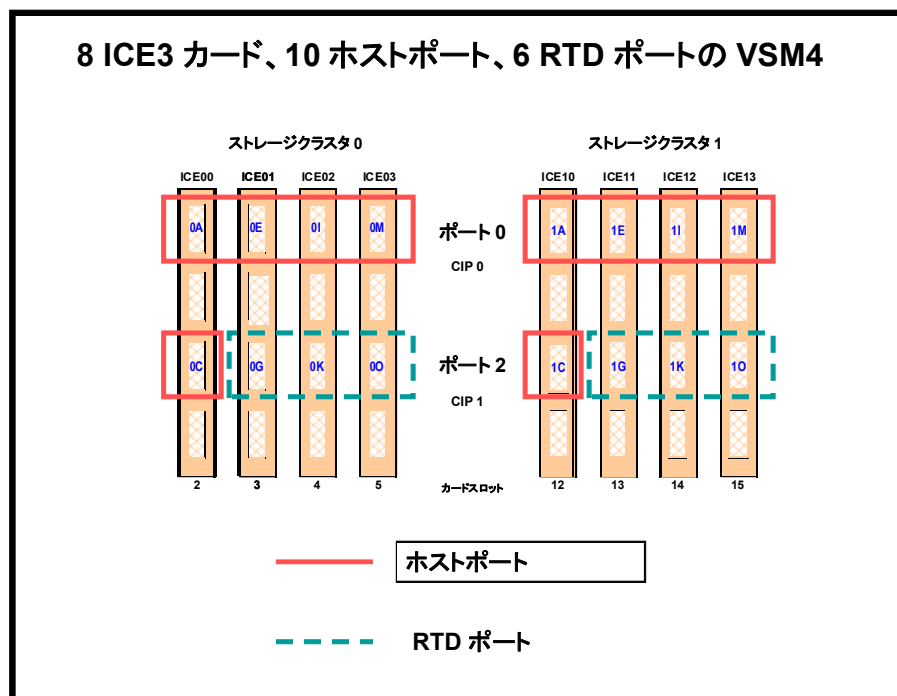 8 ICE3 カード、10 ホストポート、6 RTD ポートの VSM4
ストレージクラスタ 0
ストレージクラスタ 1
ICE00 ICE01 ICE02 ICE03
ICE10 ICE11 ICE12 ICE13
0A 0E 0I 0M
ポート 0
1A 1E 1I 1M
CIP 0
0C 0G 0K 0O
ポート 2
1C 1G 1K 1O
CIP 1
2 3 4 5
カードスロット
12 13 14 15
ホストポート
RTD ポート